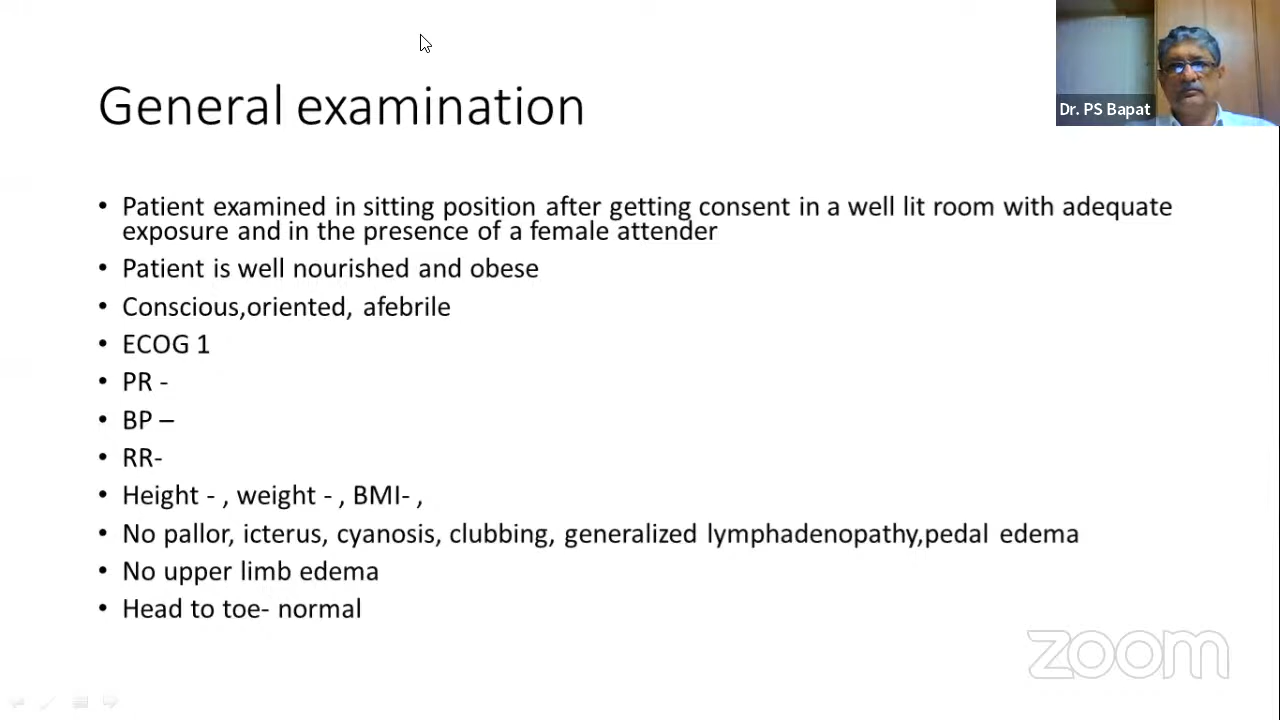 General examination
Dr. PS Bapat
• Patient examined in sitting position after getting consent in a well lit room with adequate
exposure and in the presence of a female attender
• Patient is well nourished and obese
• Conscious,oriented, afebrile
• ECOG 1
• PR -
• BP –
• RR-
• Height - , weight - , BMI- ,
• No pallor, icterus, cyanosis, clubbing, generalized lymphadenopathy,pedal edema
• No upper limb edema
• Head to toe- normal
zoom